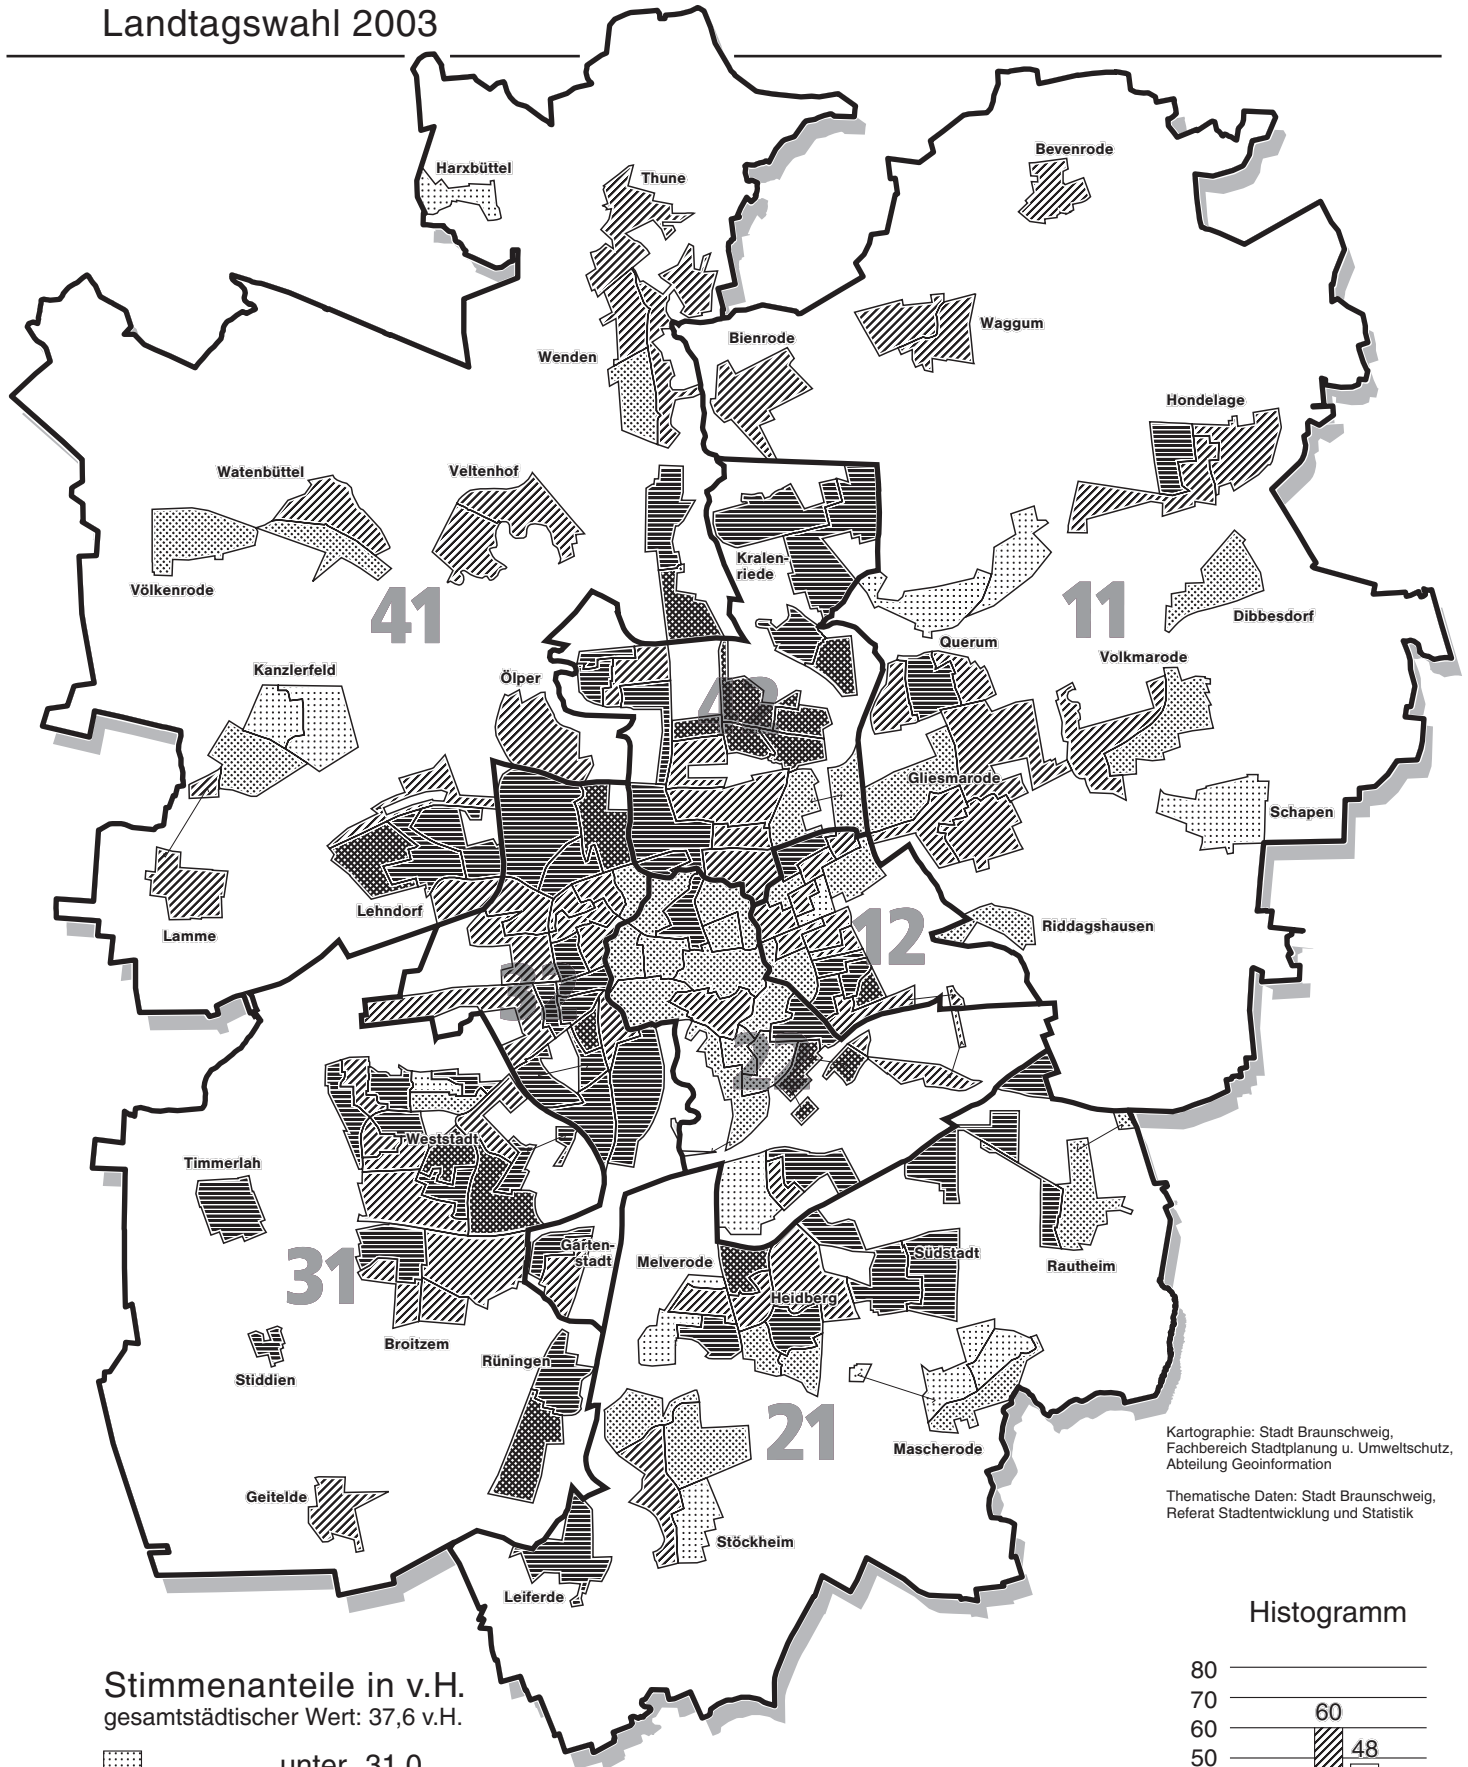 Landtagswahl 2003
Harxbüttel
Thune
Bevenrode
Waggum
Bienrode
Wenden
Hondelage
Watenbüttel
Veltenhof
Kralen-
riede
Völkenrode
41
11
Dibbesdorf
Querum
Volkmarode
Kanzlerfeld
Ölper
42
Gliesmarode
Schapen
Lehndorf
Lamme
12
Riddagshausen
32
22
Weststadt
Timmerlah
Garten-
stadt
Melverode
Südstadt
Rautheim
31
Heidberg
Broitzem
Rüningen
Stiddien
21
Mascherode
Kartographie: Stadt Braunschweig,
Fachbereich Stadtplanung u. Umweltschutz,
Abteilung Geoinformation
Thematische Daten: Stadt Braunschweig,
Referat Stadtentwicklung und Statistik
Geitelde
Stöckheim
Leiferde
Histogramm
Stimmenanteile in v.H.
gesamtstädtischer Wert: 37,6 v.H.
unter 31,0
80
70
60
60
48
50